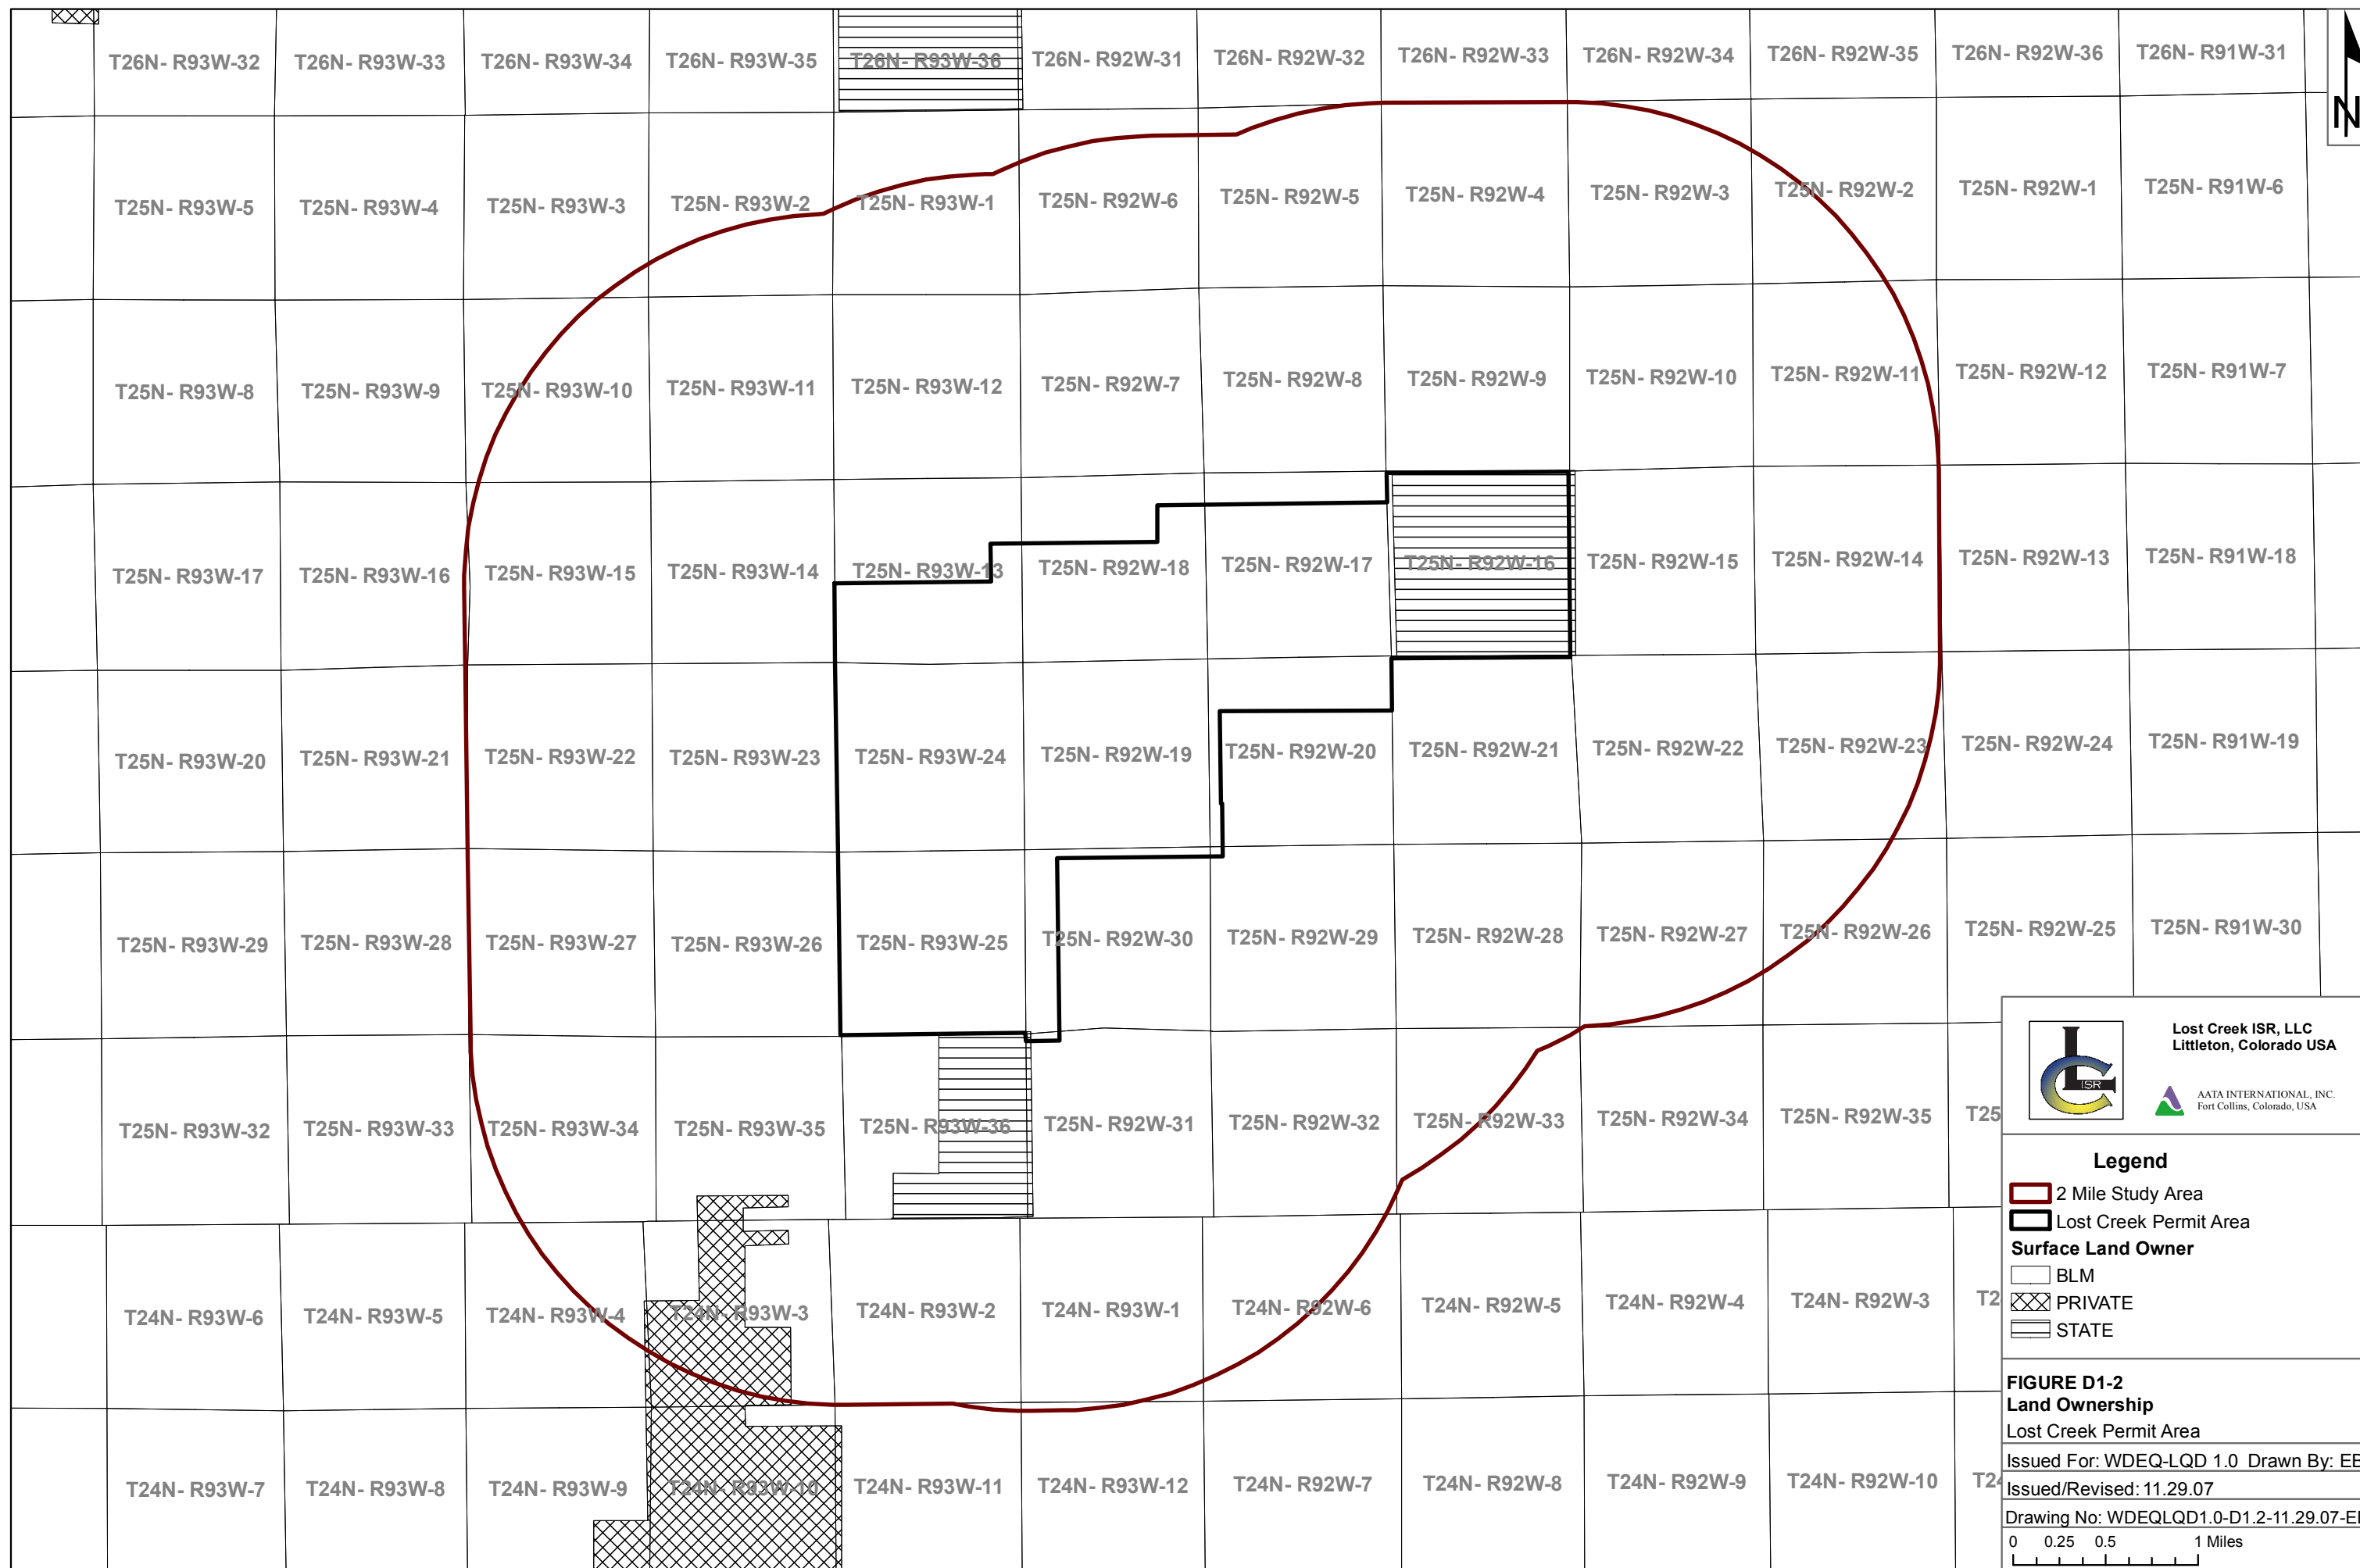 T26N- R93W-32 T26N- R93W-33 T26N- R93W-34 T26N- R93W-35 T26N- R93W-36 T26N- R92W-31 T26N- R92W-32 T26N- R92W-33 T26N- R92W-34 T26N- R92W-35 T26N- R92W-36 T26N- R91W-31
N
T25N- R93W-5 T25N- R93W-4 T25N- R93W-3 T25N- R93W-2 T25N- R93W-1 T25N- R92W-6 T25N- R92W-5 T25N- R92W-4 T25N- R92W-3 T25N- R92W-2 T25N- R92W-1 T25N- R91W-6
T25N- R93W-8 T25N- R93W-9 T25N- R93W-10 T25N- R93W-11 T25N- R93W-12 T25N- R92W-7 T25N- R92W-8 T25N- R92W-9 T25N- R92W-10 T25N- R92W-11 T25N- R92W-12 T25N- R91W-7
T25N- R93W-17 T25N- R93W-16 T25N- R93W-15 T25N- R93W-14 T25N- R93W-13 T25N- R92W-18 T25N- R92W-17 T25N- R92W-16 T25N- R92W-15 T25N- R92W-14 T25N- R92W-13 T25N- R91W-18
T25N- R93W-20 T25N- R93W-21 T25N- R93W-22 T25N- R93W-23 T25N- R93W-24 T25N- R92W-19 T25N- R92W-20 T25N- R92W-21 T25N- R92W-22 T25N- R92W-23 T25N- R92W-24 T25N- R91W-19
T25N- R93W-29 T25N- R93W-28 T25N- R93W-27 T25N- R93W-26 T25N- R93W-25 T25N- R92W-30 T25N- R92W-29 T25N- R92W-28 T25N- R92W-27 T25N- R92W-26 T25N- R92W-25 T25N- R91W-30
T25N- R93W-32 T25N- R93W-33 T25N- R93W-34 T25N- R93W-35 T25N- R93W-36 T25N- R92W-31 T25N- R92W-32 T25N- R92W-33 T25N- R92W-34 T25N- R92W-35 T25
T24N- R93W-6 T24N- R93W-5 T24N- R93W-4 T24N- R93W-3 T24N- R93W-2 T24N- R93W-1 T24N- R92W-6 T24N- R92W-5 T24N- R92W-4 T24N- R92W-3 T2
T24N- R93W-7 T24N- R93W-8 T24N- R93W-9 T24N- R93W-10 T24N- R93W-11 T24N- R93W-12 T24N- R92W-7 T24N- R92W-8 T24N- R92W-9 T24N- R92W-10 T24
LC ISR
Lost Creek ISR, LLC
Littleton, Colorado USA
AATA INTERNATIONAL, INC.
Fort Collins, Colorado, USA
Legend
2 Mile Study Area
Lost Creek Permit Area
Surface Land Owner
BLM
PRIVATE
STATE
FIGURE D1-2
Land Ownership
Lost Creek Permit Area
Issued For: WDEQ-LQD 1.0 Drawn By: EB
Issued/Revised: 11.29.07
Drawing No: WDEQLQD1.0-D1.2-11.29.07-E
0 0.25 0.5 1 Miles